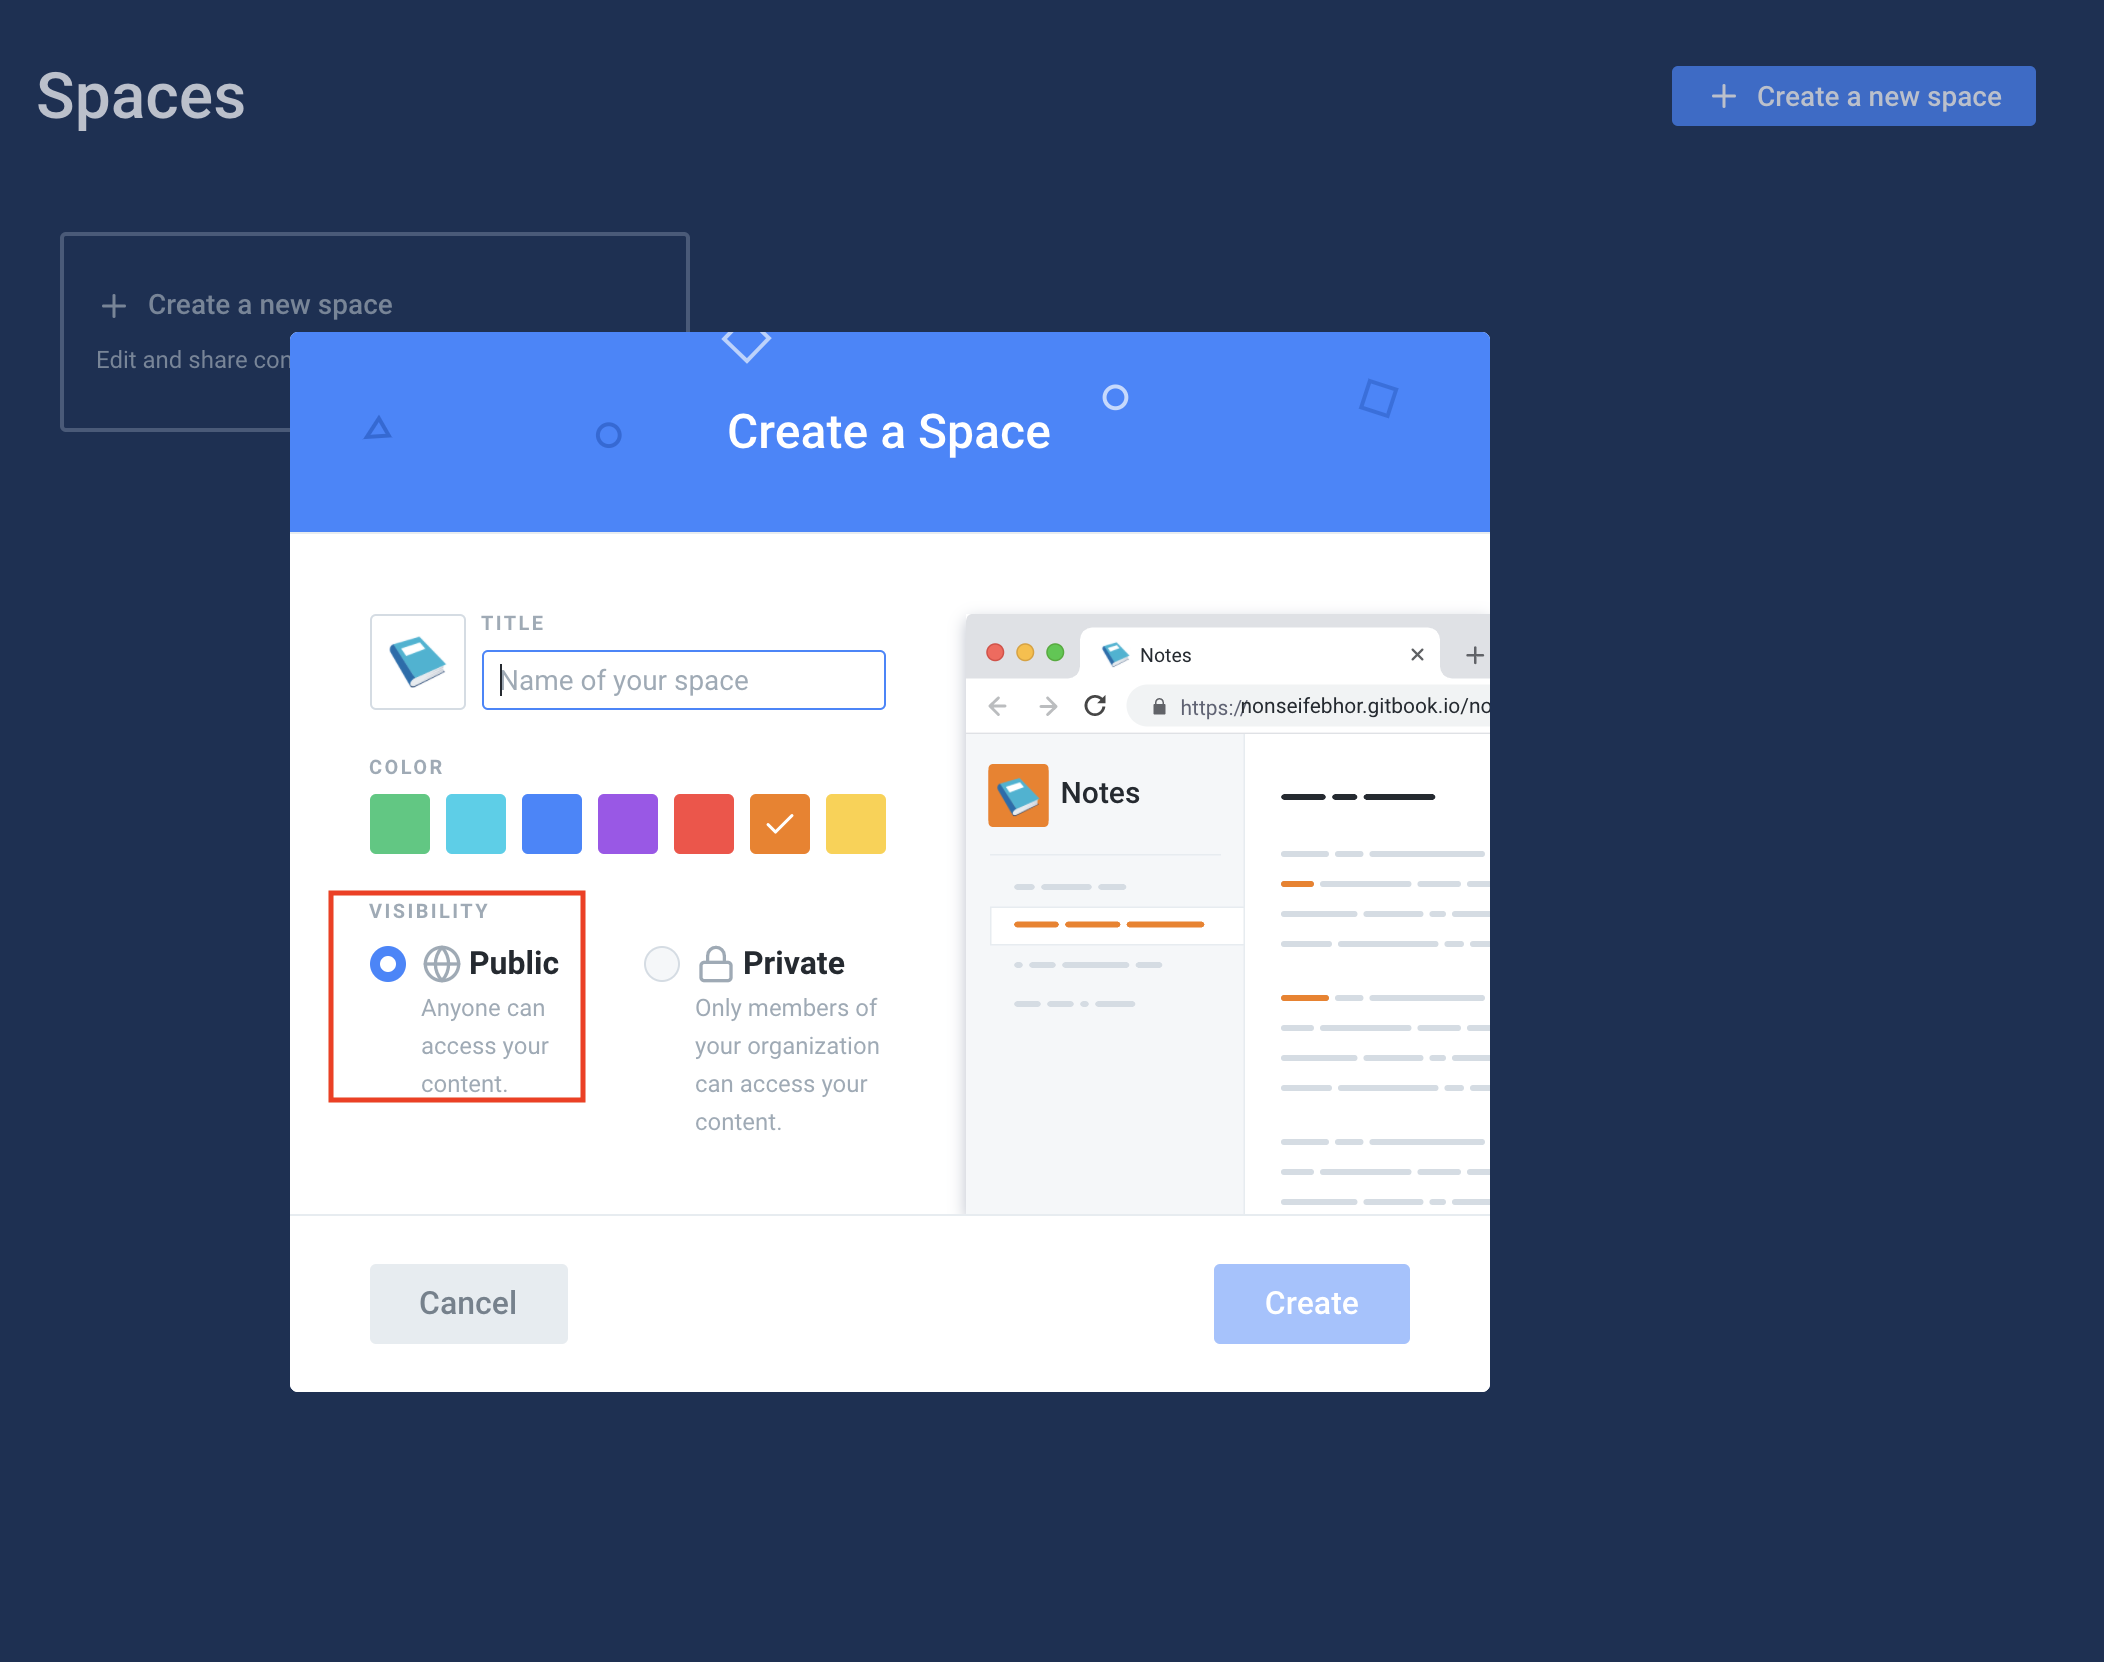 Spaces
Create a new space
Create a new space
Edit and share con
Create a Space
TITLE
Name of your space
COLOR
VISIBILITY
Public
Anyone can
access your
content.
Private
Only members of
your organization
can access your
content.
Notes
https:/nonseifebhor.gitbook.io/no
Notes
Cancel
Create